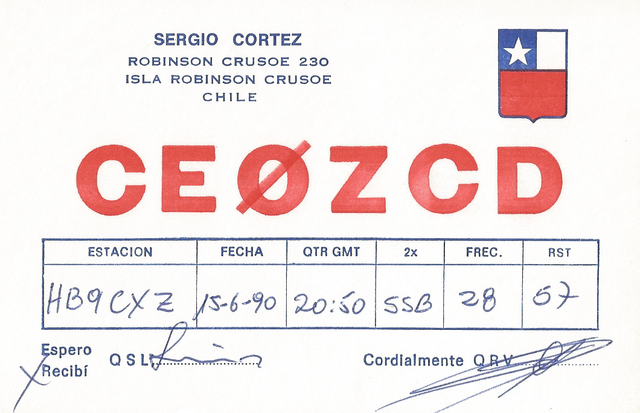 SERGIO CORTEZ
ROBINSON CRUSOE 230
ISLA ROBINSON CRUSOE
CHILE
CEØZCD
ESTACION FECHA QTR GMT 2x FREC. RST
HB9CXZ 15-6-90 20:50 SSB 28 57
Espero
Recibí QSL Cordialmente QRV